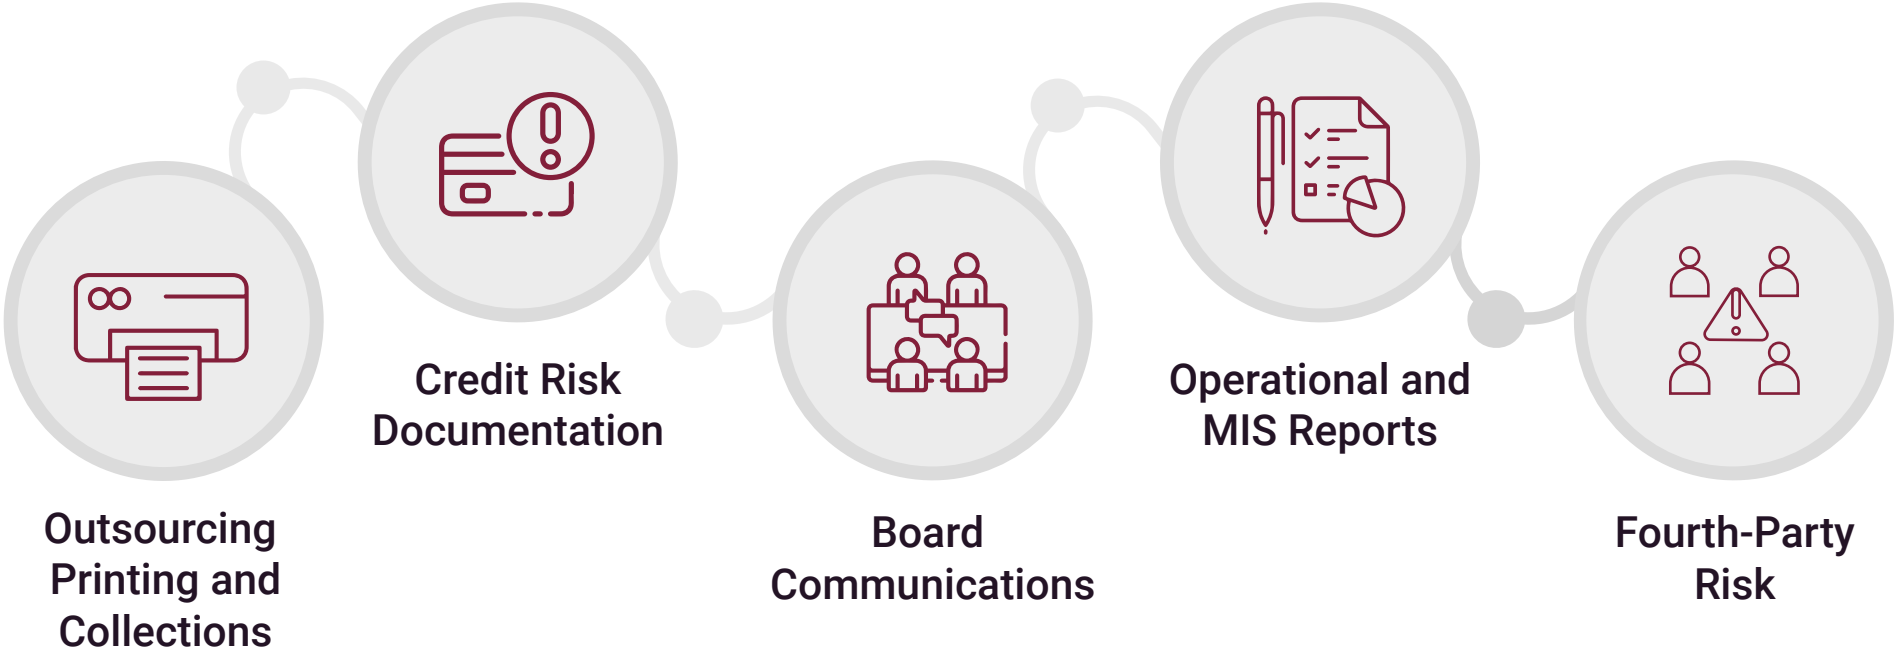 Outsourcing
Printing and
Collections
Credit Risk
Documentation
Board
Communications
Operational and
MIS Reports
Fourth-Party
Risk